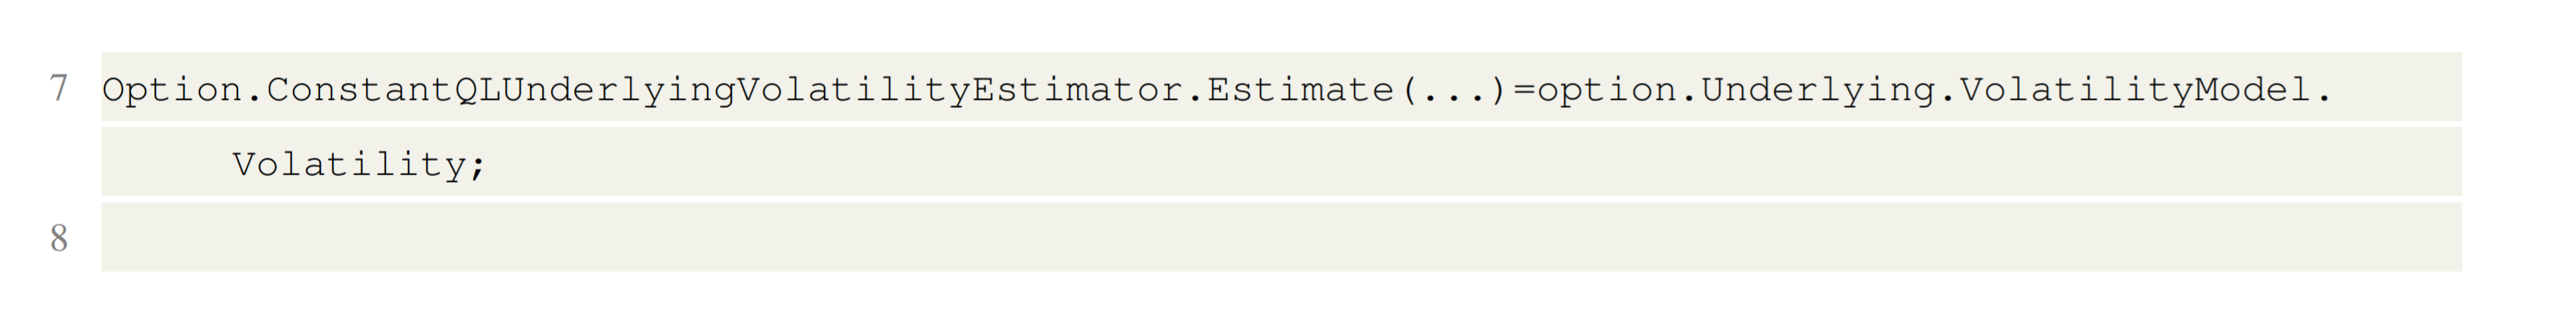 7 Option.ConstantQLUnderlyingVolatilityEstimator.Estimate(...)=option.Underlying.VolatilityModel.
Volatility;
8